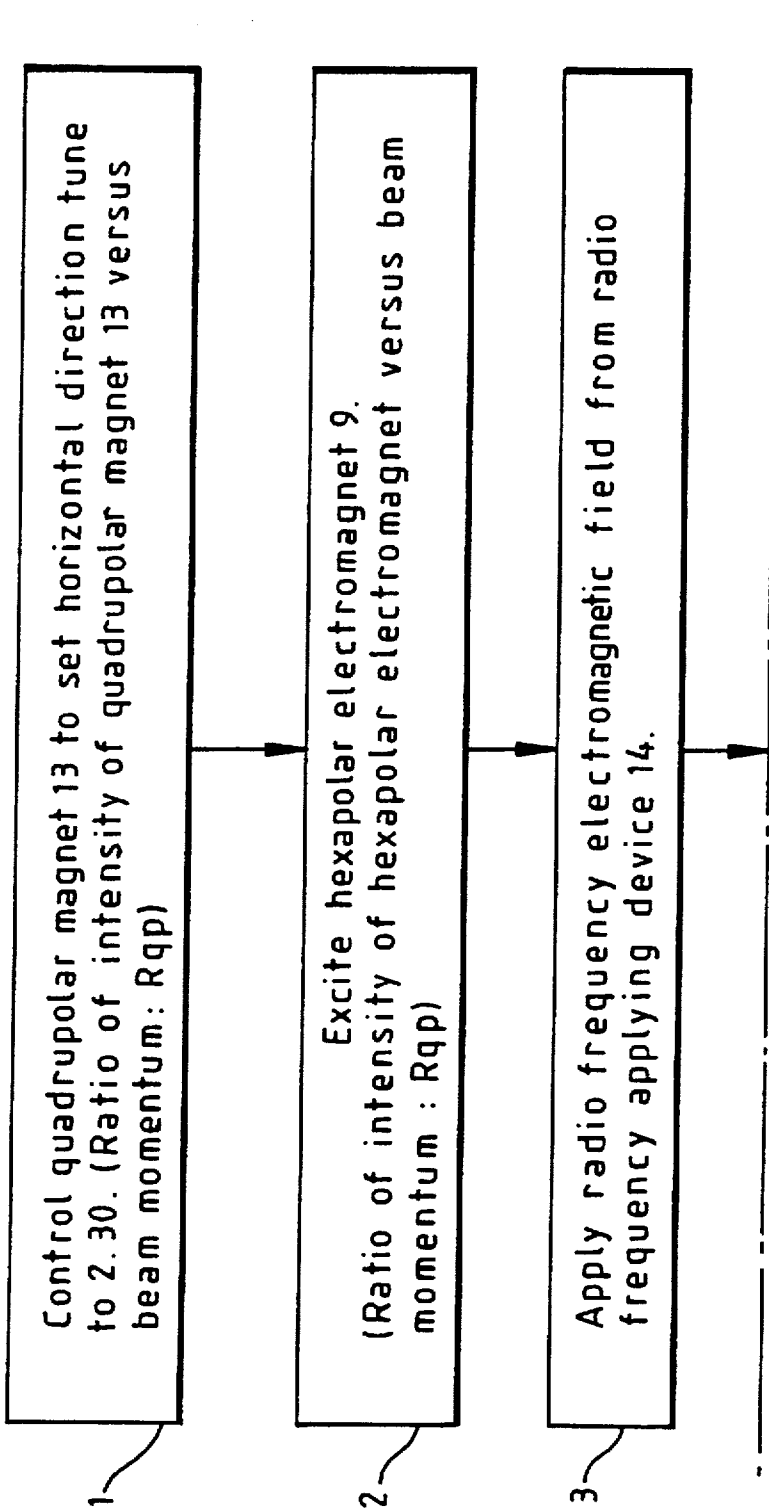 1
Control quadrupolar magnet 13 to set horizontal direction tune
to 2.30. (Ratio of intensity of quadrupolar magnet 13 versus
beam momentum: Rqp)
2
Excite hexapolar electromagnet 9.
(Ratio of intensity of hexapolar electromagnet versus beam
momentum : Rqp)
3
Apply radio frequency electromagnetic field from radio
frequency applying device 14.